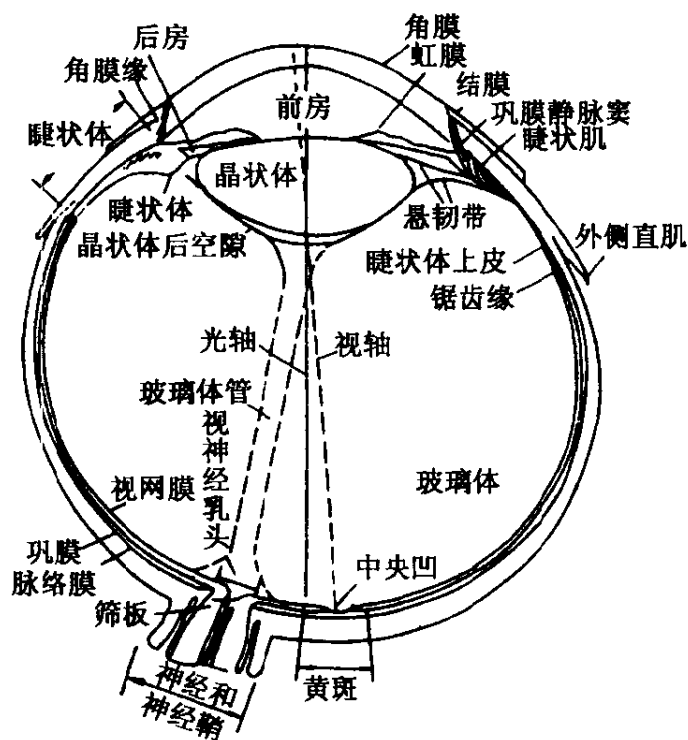 角膜
后房
虹膜
角膜缘
结膜
前房
巩膜静脉窦
睫状体
睫状肌
晶状体
睫状体
悬韧带
晶状体后空隙
外侧直肌
睫状体上皮
锯齿缘
光轴
视轴
玻璃体管
视神经乳头
玻璃体
视网膜
巩膜
脉络膜
中央凹
筛板
神经和
神经鞘
黄斑